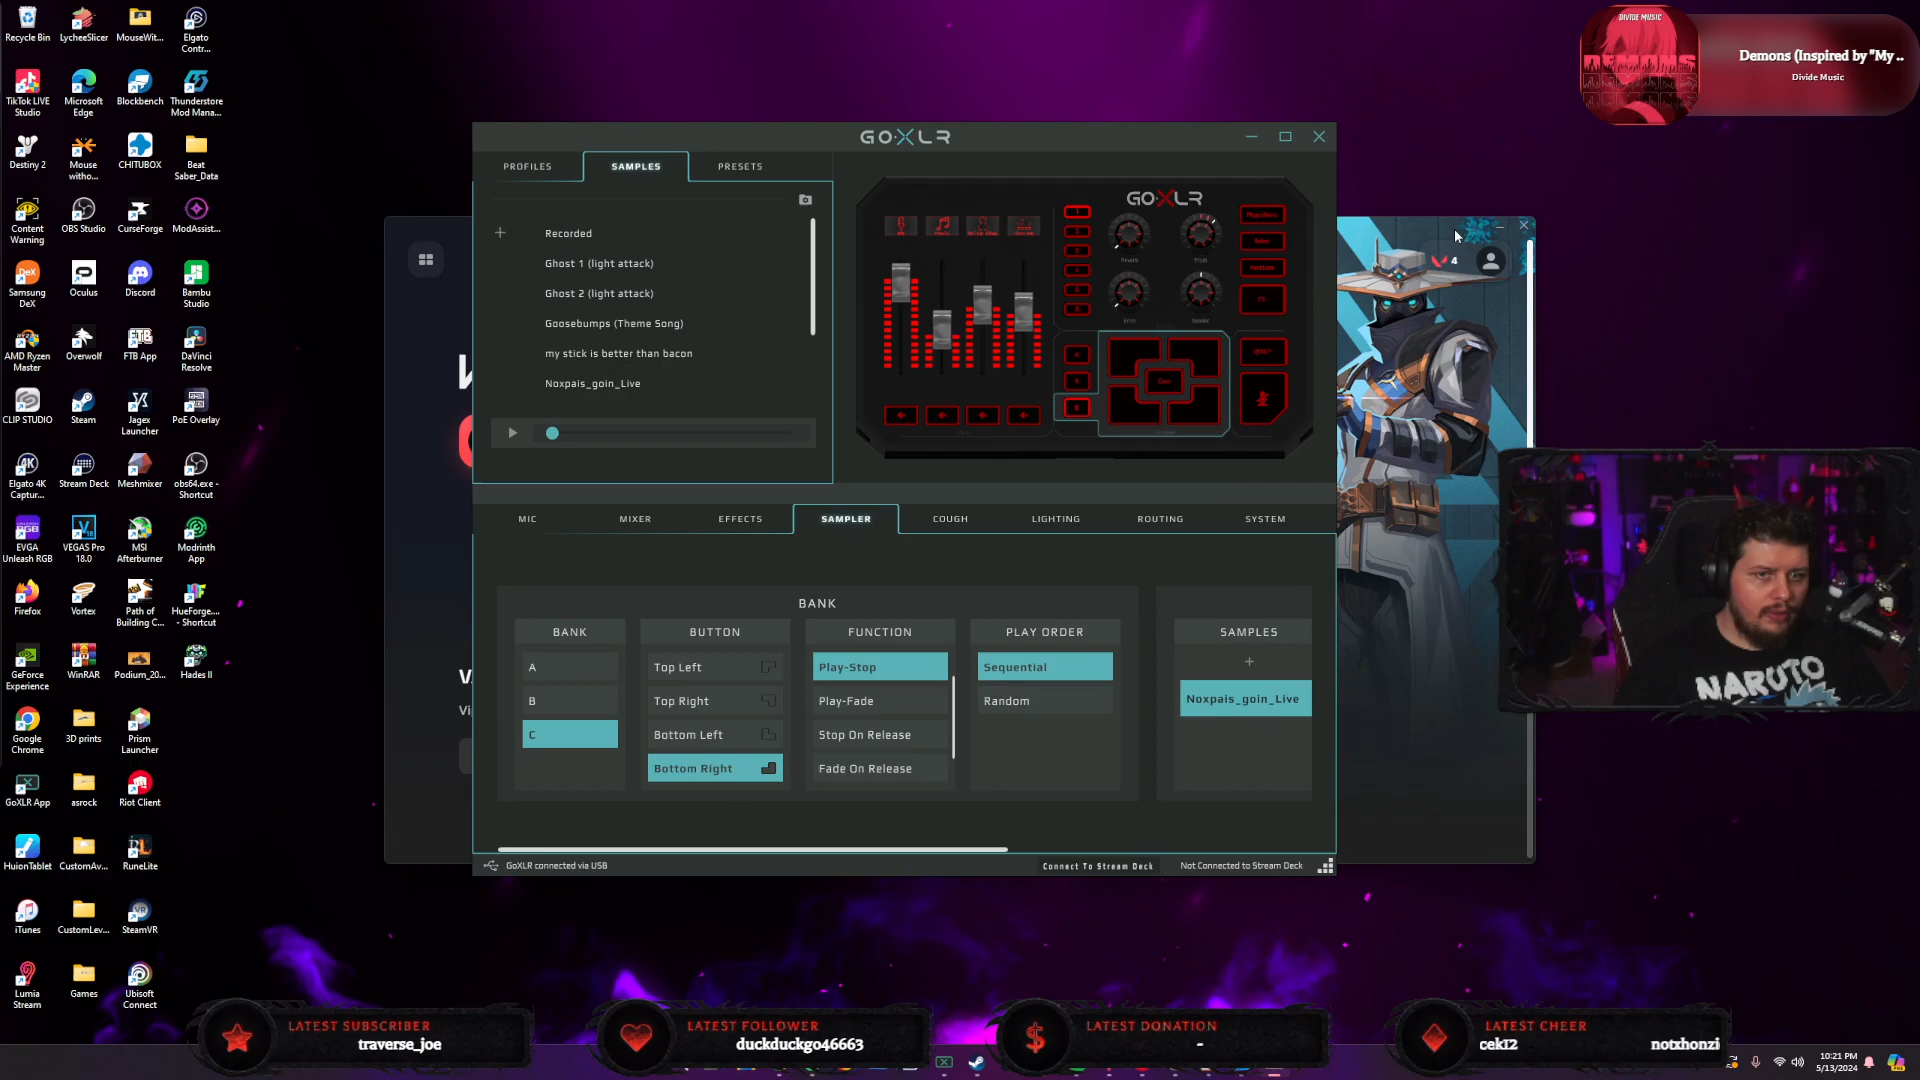 Recycle Bin
LycheeSlicer
MouseWit...
Elgato
Contr...
TikTok LIVE
Studio
Microsoft
Edge
Blockbench
Thunderstore
Mod Mana...
Destiny 2
Mouse
witho...
CHITUBOX
Beat
Saber_Data
Content
Warning
OBS Studio
CurseForge
ModAssist...
Samsung
DeX
Oculus
Discord
Bambu
Studio
AMD Ryzen
Master
Overwolf
FTB App
DaVinci
Resolve
CLIP STUDIO
Steam
Jagex
Launcher
PoE Overlay
Elgato 4K
Captur...
Stream Deck
Meshmixer
obs64.exe -
Shortcut
EVGA
Unleash RGB
VEGAS Pro
18.0
MSI
Afterburner
Modrinth
App
Firefox
Vortex
Path of
Building C...
HueForge....
- Shortcut
GeForce
Experience
WinRAR
Podium_20...
Hades II
Google
Chrome
3D prints
Prism
Launcher
GoXLR App
asrock
Riot Client
HuionTablet
CustomAv...
RuneLite
iTunes
CustomLev...
SteamVR
Lumia
Stream
Games
Ubisoft
Connect
GOXLR
PROFILES
SAMPLES
PRESETS
Recorded
Ghost 1 (light attack)
Ghost 2 (light attack)
Goosebumps (Theme Song)
my stick is better than bacon
Noxpais_goin_Live
GOXLR
Reverb
Pitch
Echo
Gender
MIC
MIXER
EFFECTS
SAMPLER
COUGH
LIGHTING
ROUTING
SYSTEM
BANK
BANK
BUTTON
FUNCTION
PLAY ORDER
SAMPLES
A
Top Left
Play-Stop
Sequential
+
B
Top Right
Play-Fade
Random
Noxpais_goin_Live
C
Bottom Left
Stop On Release
Bottom Right
Fade On Release
GoXLR connected via USB
Connect To Stream Deck
Not Connected to Stream Deck
4
DIVIDE MUSIC
DEMONS
Demons (Inspired by "My ..
Divide Music
NARUTO
LATEST SUBSCRIBER
traverse_joe
LATEST FOLLOWER
duckduckgo46663
LATEST DONATION
-
LATEST CHEER
cekI2
notxhonzi
10:21 PM
5/13/2024